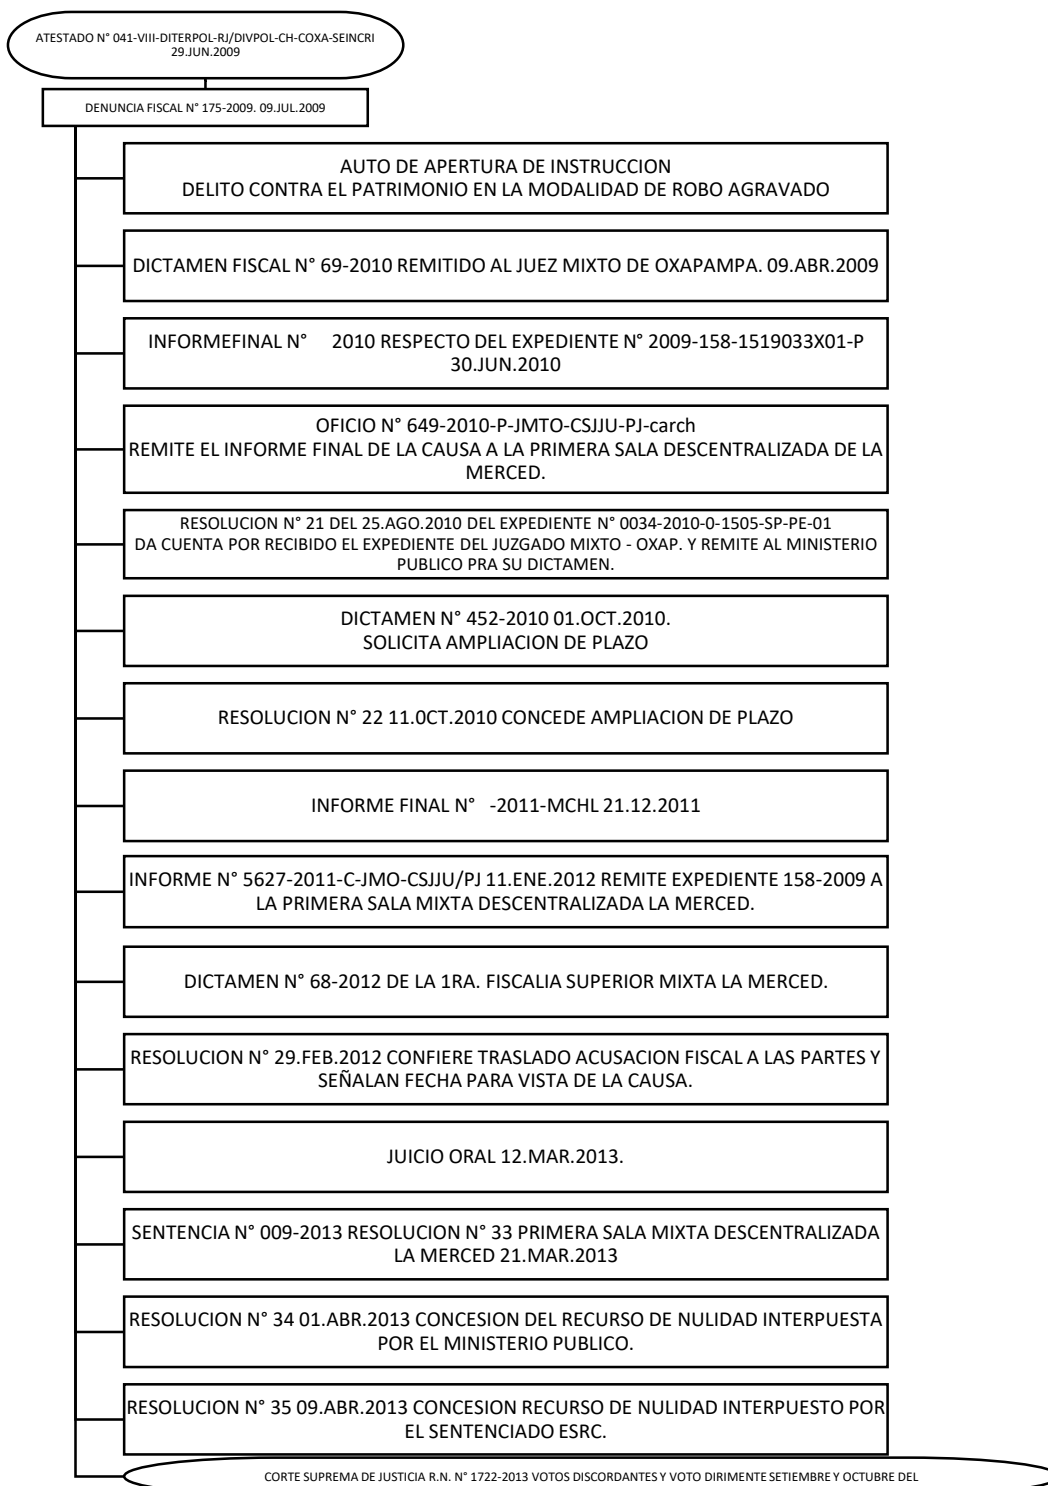 ATESTADO N° 041-VIII-DITERPOL-RJ/DIVPOL-CH-COXA-SEINCRI
29.JUN.2009
DENUNCIA FISCAL N° 175-2009. 09.JUL.2009
AUTO DE APERTURA DE INSTRUCCION
DELITO CONTRA EL PATRIMONIO EN LA MODALIDAD DE ROBO AGRAVADO
DICTAMEN FISCAL N° 69-2010 REMITIDO AL JUEZ MIXTO DE OXAPAMPA. 09.ABR.2009
INFORMEFINAL N° 2010 RESPECTO DEL EXPEDIENTE N° 2009-158-1519033X01-P
30.JUN.2010
OFICIO N° 649-2010-P-JMTO-CSJJU-PJ-carch
REMITE EL INFORME FINAL DE LA CAUSA A LA PRIMERA SALA DESCENTRALIZADA DE LA
MERCED.
RESOLUCION N° 21 DEL 25.AGO.2010 DEL EXPEDIENTE N° 0034-2010-0-1505-SP-PE-01
DA CUENTA POR RECIBIDO EL EXPEDIENTE DEL JUZGADO MIXTO - OXAP. Y REMITE AL MINISTERIO
PUBLICO PRA SU DICTAMEN.
DICTAMEN N° 452-2010 01.OCT.2010.
SOLICITA AMPLIACION DE PLAZO
RESOLUCION N° 22 11.0CT.2010 CONCEDE AMPLIACION DE PLAZO
INFORME FINAL N° -2011-MCHL 21.12.2011
INFORME N° 5627-2011-C-JMO-CSJJU/PJ 11.ENE.2012 REMITE EXPEDIENTE 158-2009 A
LA PRIMERA SALA MIXTA DESCENTRALIZADA LA MERCED.
DICTAMEN N° 68-2012 DE LA 1RA. FISCALIA SUPERIOR MIXTA LA MERCED.
RESOLUCION N° 29.FEB.2012 CONFIERE TRASLADO ACUSACION FISCAL A LAS PARTES Y
SEÑALAN FECHA PARA VISTA DE LA CAUSA.
JUICIO ORAL 12.MAR.2013.
SENTENCIA N° 009-2013 RESOLUCION N° 33 PRIMERA SALA MIXTA DESCENTRALIZADA
LA MERCED 21.MAR.2013
RESOLUCION N° 34 01.ABR.2013 CONCESION DEL RECURSO DE NULIDAD INTERPUESTA
POR EL MINISTERIO PUBLICO.
RESOLUCION N° 35 09.ABR.2013 CONCESION RECURSO DE NULIDAD INTERPUESTO POR
EL SENTENCIADO ESRC.
CORTE SUPREMA DE JUSTICIA R.N. N° 1722-2013 VOTOS DISCORDANTES Y VOTO DIRIMENTE SETIEMBRE Y OCTUBRE DEL